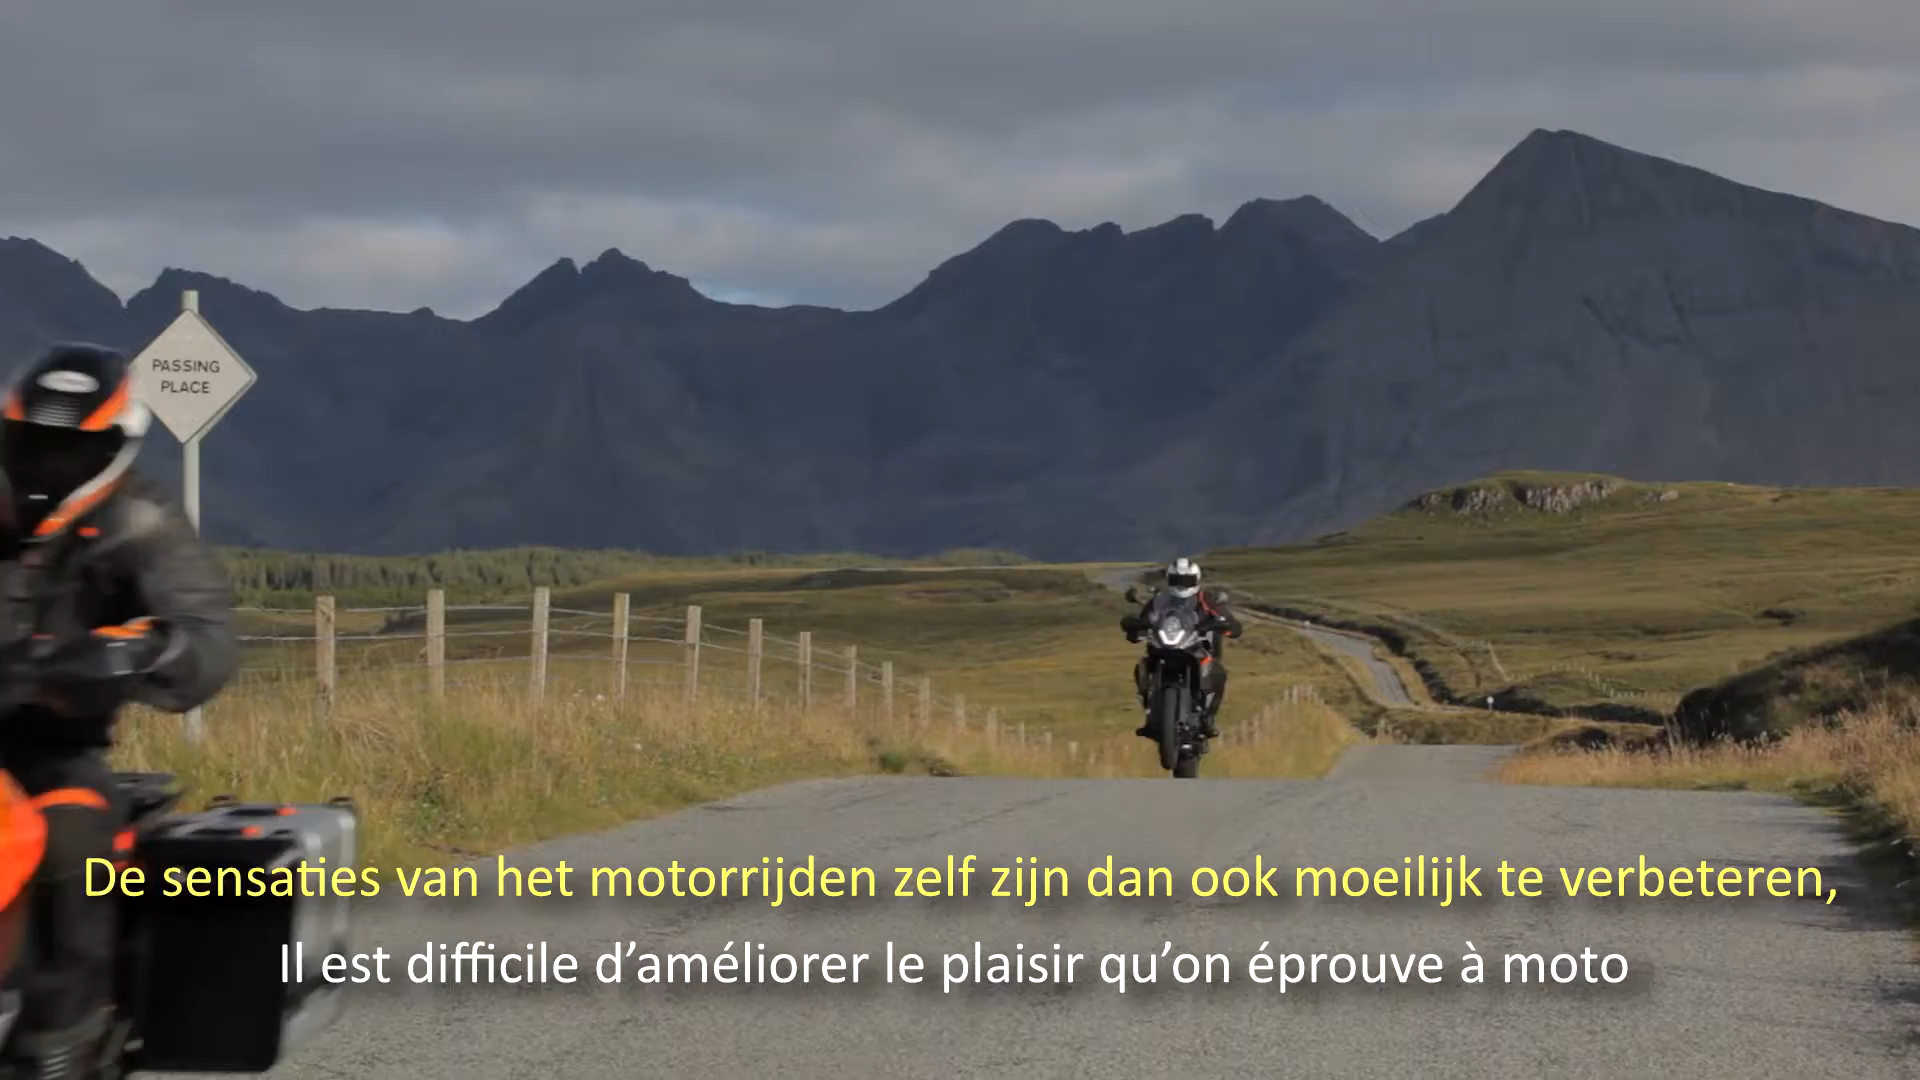 PASSING
PLACE
De sensaties van het motorrijden zelf zijn dan ook moeilijk te verbeteren,
Il est difficile d’améliorer le plaisir qu’on éprouve à moto